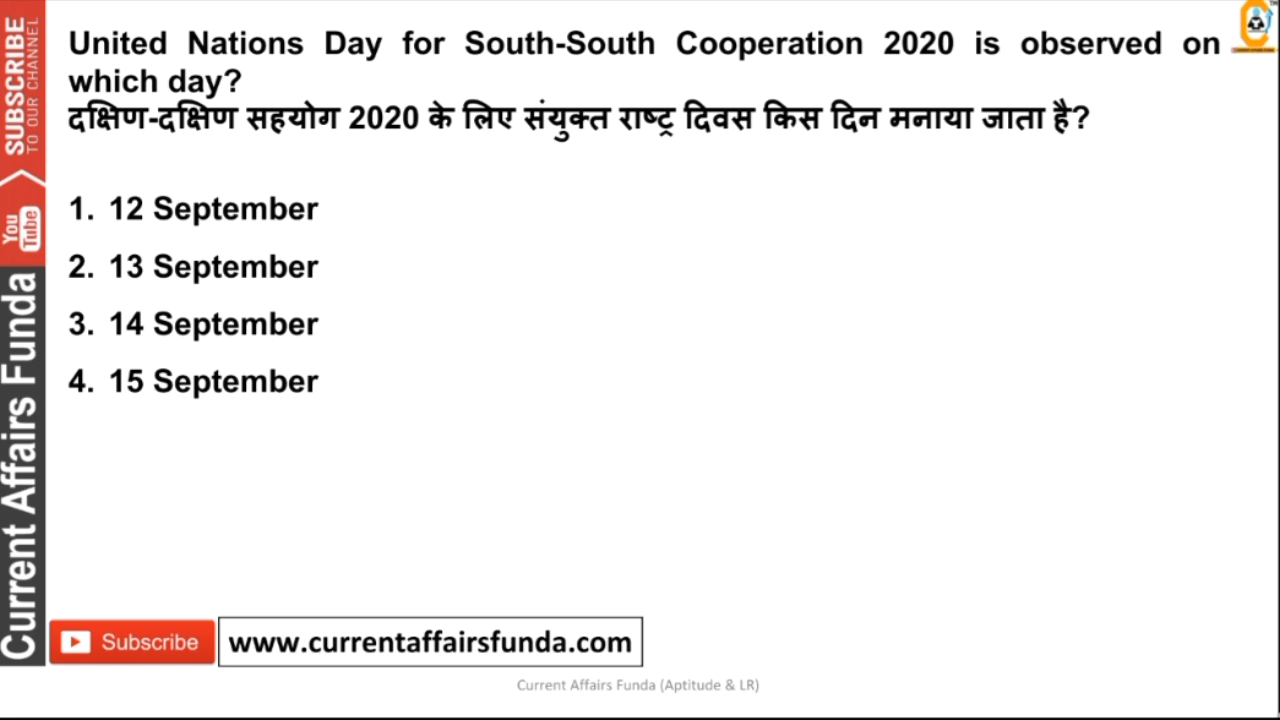 United Nations Day for South-South Cooperation 2020 is observed on
which day?
दक्षिण-दक्षिण सहयोग 2020 के लिए संयुक्त राष्ट्र दिवस किस दिन मनाया जाता है?
1. 12 September
2. 13 September
3. 14 September
4. 15 September
SUBSCRIBE
TO OUR CHANNEL
You
Tube
Current Affairs Funda
Subscribe
www.currentaffairsfunda.com
Current Affairs Funda (Aptitude & LR)